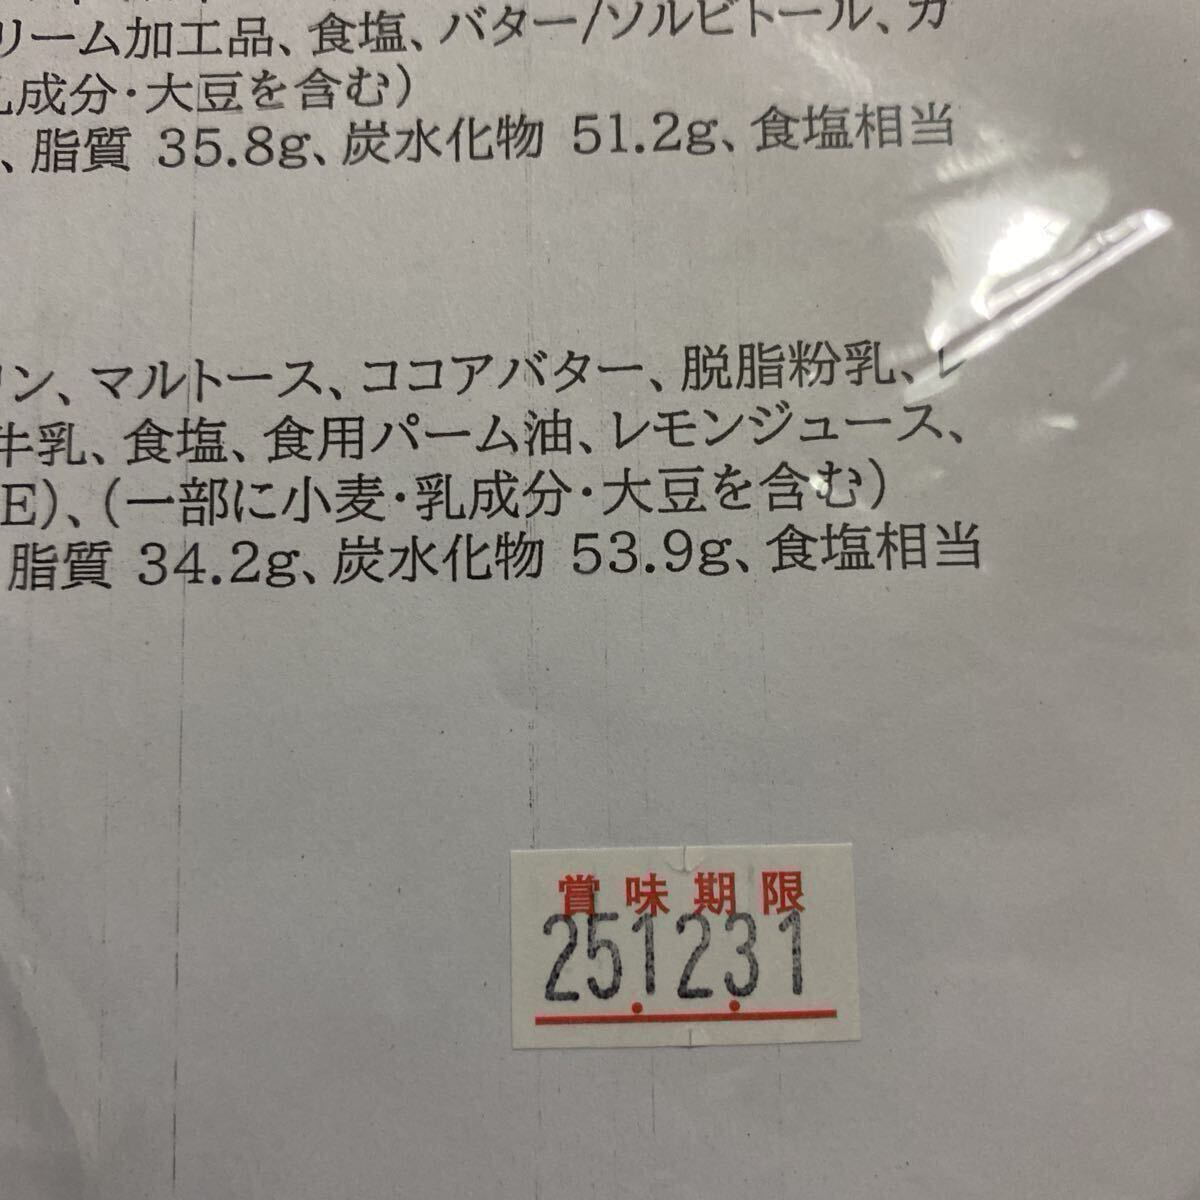 リーム加工品、食塩、バター/ソルビトール、カ
乳成分・大豆を含む）
、脂質 35.8g、炭水化物 51.2g、食塩相当
リン、マルトース、ココアバター、脱脂粉乳、レ
牛乳、食塩、食用パーム油、レモンジュース、
E）、（一部に小麦・乳成分・大豆を含む）
脂質 34.2g、炭水化物 53.9g、食塩相当
賞味期限
25.12.31